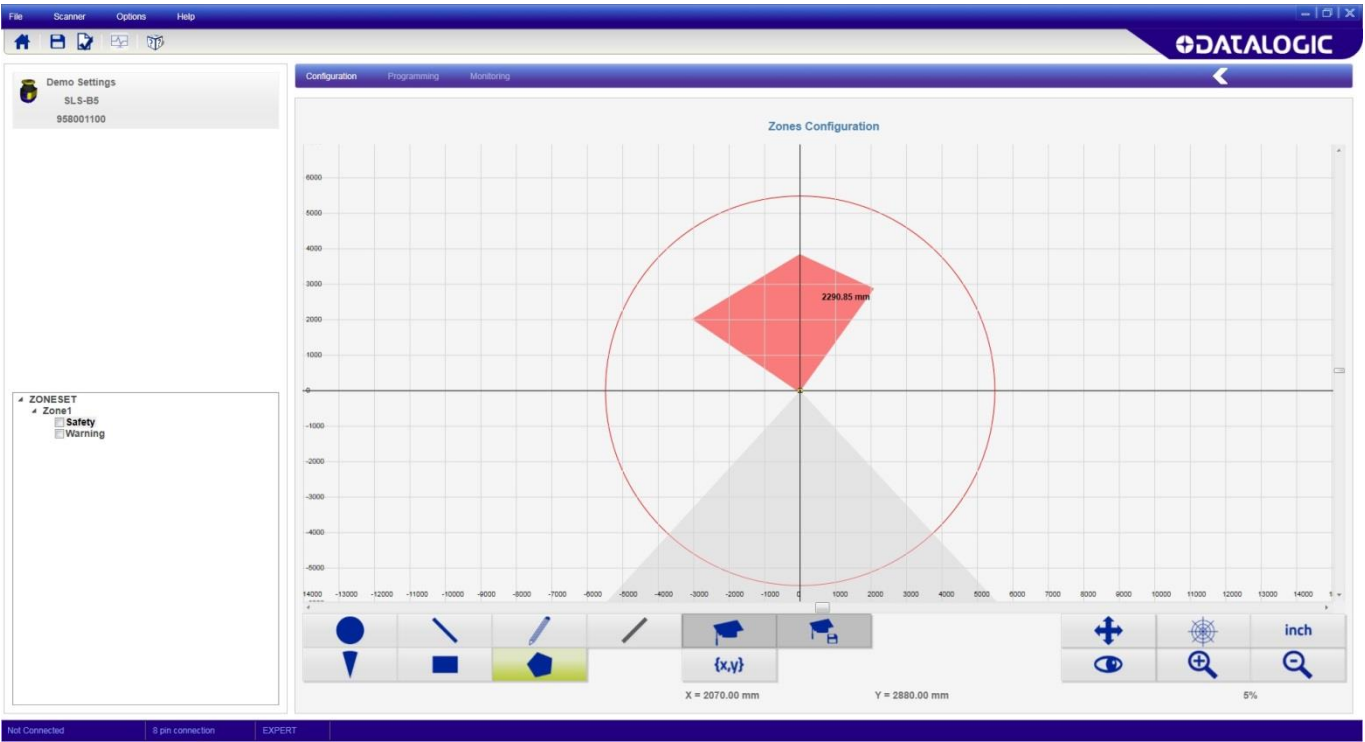 File Scanner Options Help
DATALOGIC
Demo Settings
SLS-B5
958001100
Configuration Programming Monitoring
Zones Configuration
6000
5000
4000
3000
2290.85 mm
2000
1000
0
-1000
-2000
-3000
-4000
-5000
14000 -13000 -12000 -11000 -10000 -9000 -8000 -7000 -6000 -5000 -4000 -3000 -2000 -1000 0 1000 2000 3000 4000 5000 6000 7000 8000 9000 10000 11000 12000 13000 14000
ZONESET
Zone1
Safety
Warning
inch
{x,y}
X = 2070.00 mm Y = 2880.00 mm 5%
Not Connected 8 pin connection EXPERT